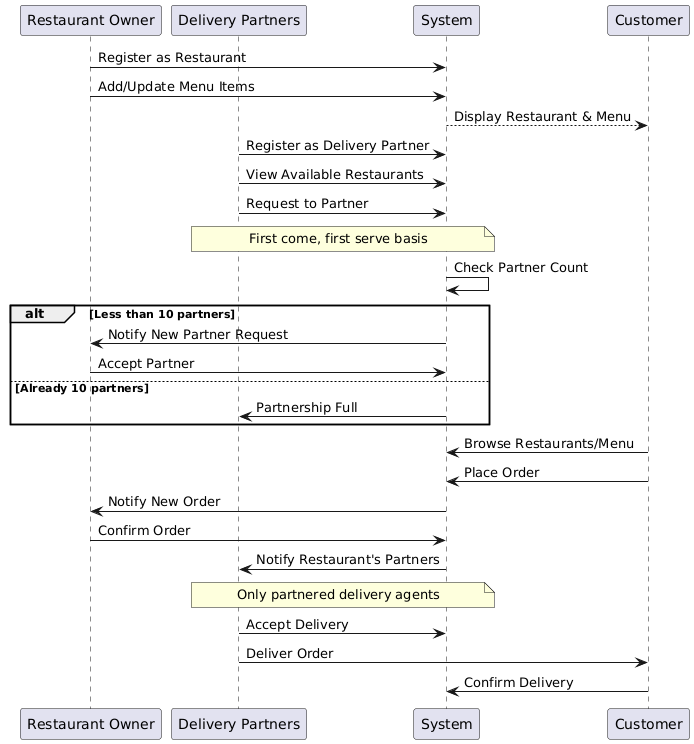 Restaurant Owner
Delivery Partners
System
Customer
Register as Restaurant
Add/Update Menu Items
Display Restaurant & Menu
Register as Delivery Partner
View Available Restaurants
Request to Partner
First come, first serve basis
Check Partner Count
alt
[Less than 10 partners]
Notify New Partner Request
Accept Partner
[Already 10 partners]
Partnership Full
Browse Restaurants/Menu
Place Order
Notify New Order
Confirm Order
Notify Restaurant's Partners
Only partnered delivery agents
Accept Delivery
Deliver Order
Confirm Delivery
Restaurant Owner
Delivery Partners
System
Customer